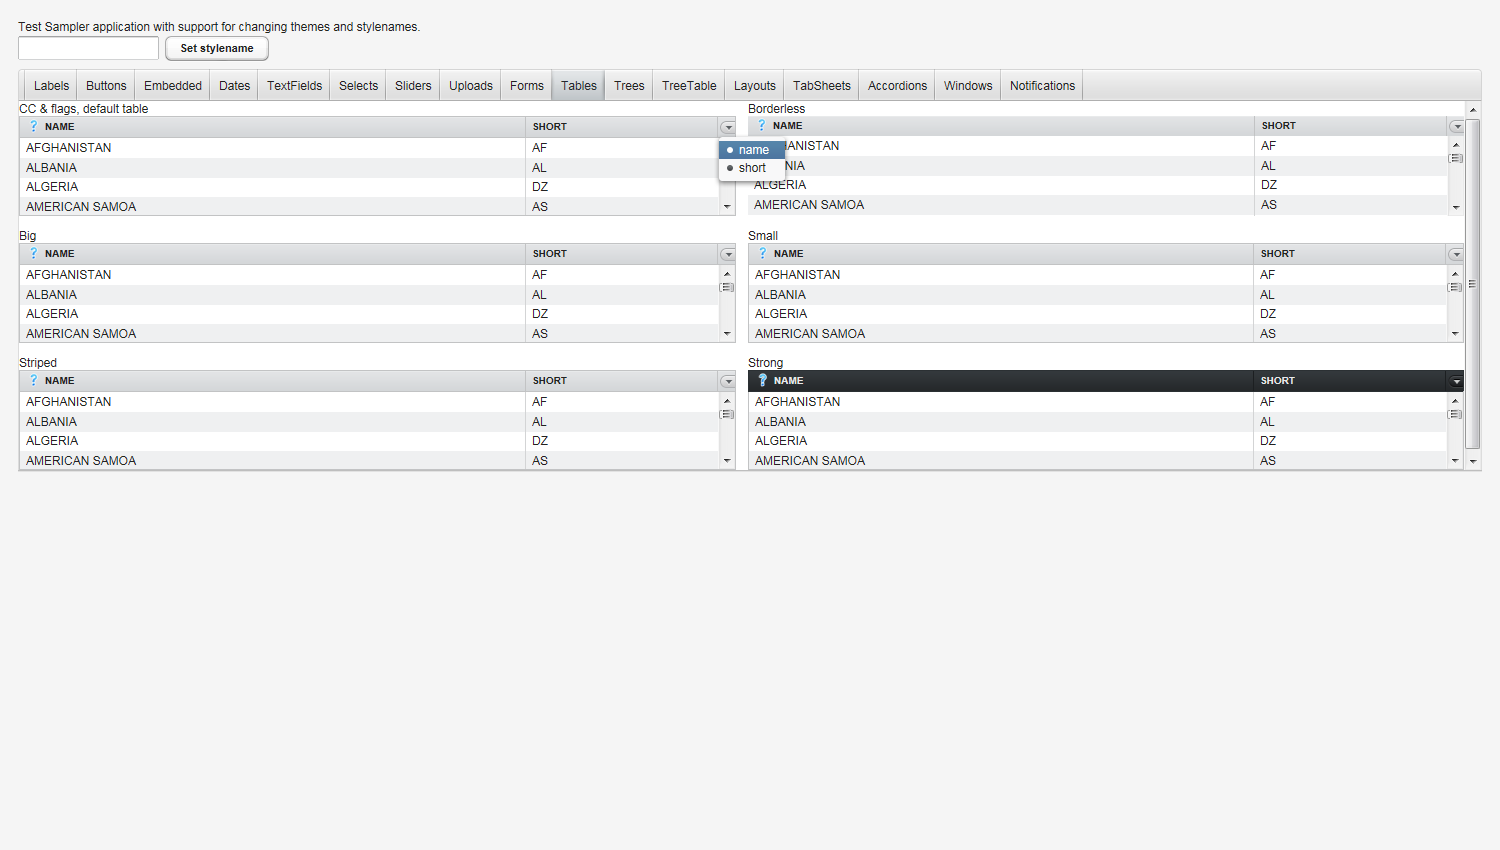 Test Sampler application with support for changing themes and stylenames.
Set stylename
Labels Buttons Embedded Dates TextFields Selects Sliders Uploads Forms Tables Trees TreeTable Layouts TabSheets Accordions Windows Notifications
CC & flags, default table
? NAME SHORT
AFGHANISTAN AF
ALBANIA AL
ALGERIA DZ
AMERICAN SAMOA AS
name
short
Borderless
? NAME SHORT
ANISTAN AF
NIA AL
ALGERIA DZ
AMERICAN SAMOA AS
Big
? NAME SHORT
AFGHANISTAN AF
ALBANIA AL
ALGERIA DZ
AMERICAN SAMOA AS
Small
? NAME SHORT
AFGHANISTAN AF
ALBANIA AL
ALGERIA DZ
AMERICAN SAMOA AS
Striped
? NAME SHORT
AFGHANISTAN AF
ALBANIA AL
ALGERIA DZ
AMERICAN SAMOA AS
Strong
? NAME SHORT
AFGHANISTAN AF
ALBANIA AL
ALGERIA DZ
AMERICAN SAMOA AS